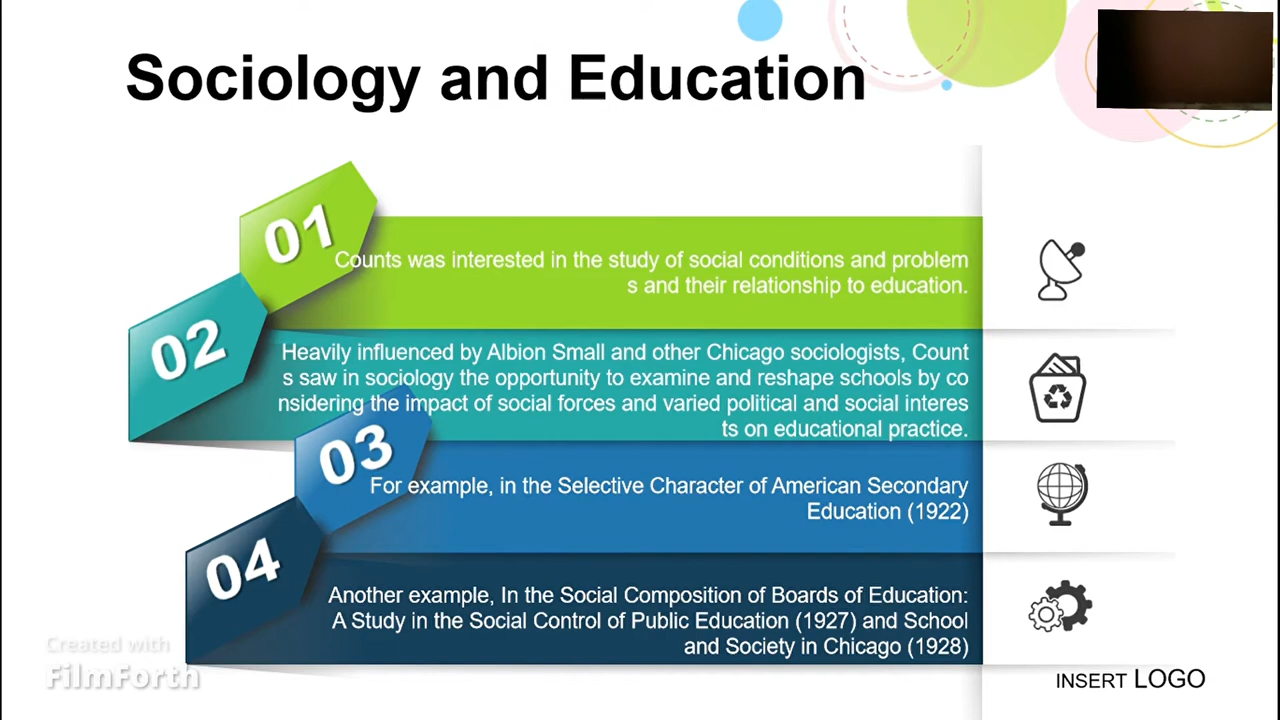 Sociology and Education
01
Counts was interested in the study of social conditions and problem
s and their relationship to education.
02
Heavily influenced by Albion Small and other Chicago sociologists, Count
s saw in sociology the opportunity to examine and reshape schools by co
nsidering the impact of social forces and varied political and social interes
ts on educational practice.
03
For example, in the Selective Character of American Secondary
Education (1922)
04
Another example, In the Social Composition of Boards of Education:
A Study in the Social Control of Public Education (1927) and School
and Society in Chicago (1928)
Created with
FilmForth
INSERT LOGO